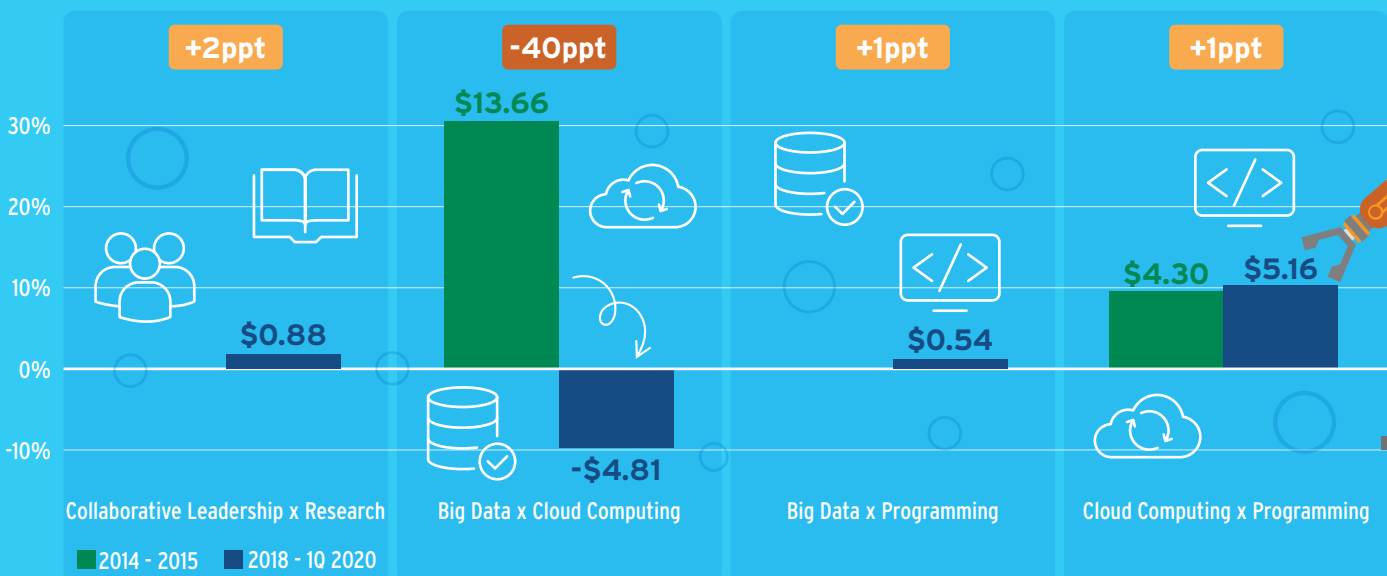 +2ppt
-40ppt
+1ppt
+1ppt
$13.66
30%
20%
10%
$4.30
$5.16
$0.88
$0.54
0%
-10%
-$4.81
Collaborative Leadership x Research
Big Data x Cloud Computing
Big Data x Programming
Cloud Computing x Programming
2014 - 2015
2018 - 1Q 2020